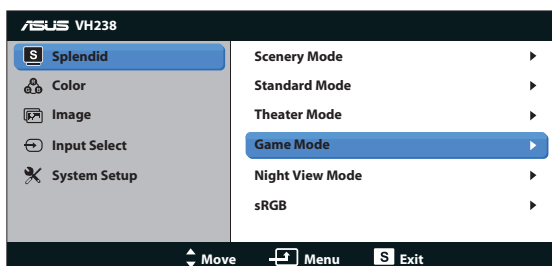 ASUS VH238
S Splendid
Color
Image
Input Select
System Setup
Scenery Mode
Standard Mode
Theater Mode
Game Mode
Night View Mode
sRGB
Move Menu S Exit